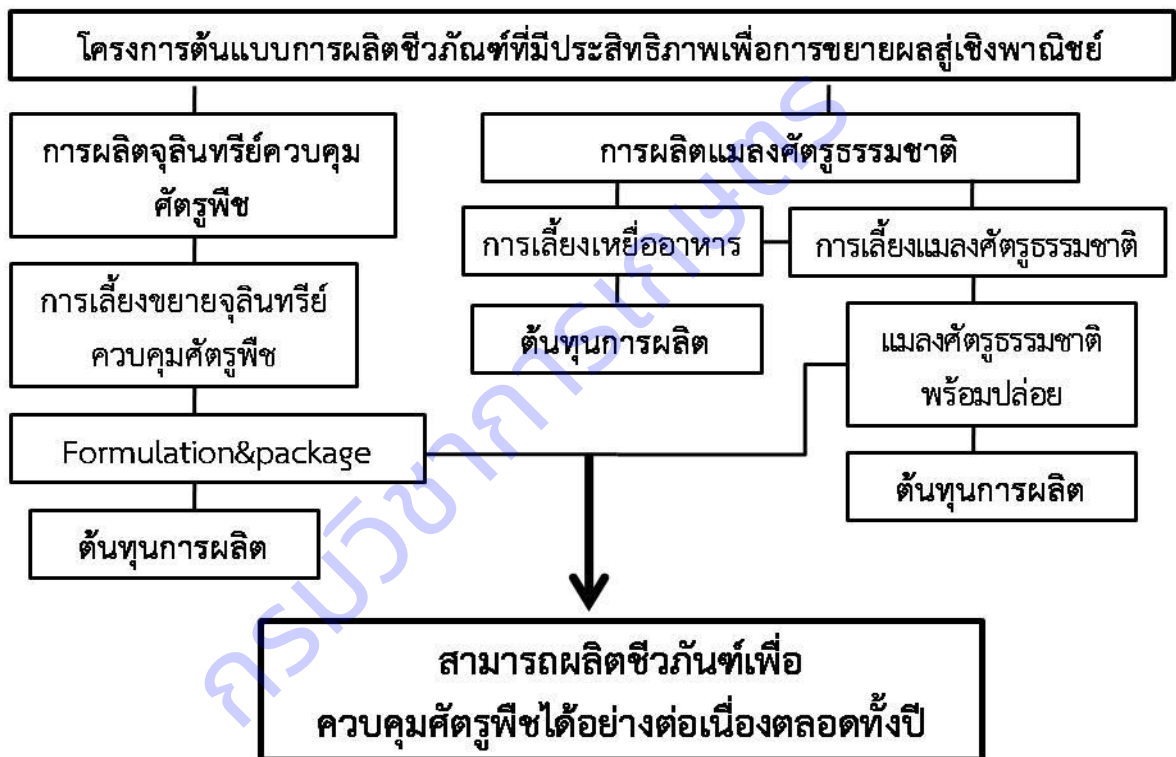 โครงการต้นแบบการผลิตชีวภัณฑ์ที่มีประสิทธิภาพเพื่อการขยายผลสู่เชิงพาณิชย์
การผลิตจุลินทรีย์ควบคุม
ศัตรูพืช
การเลี้ยงขยายจุลินทรีย์
ควบคุมศัตรูพืช
Formulation&package
ต้นทุนการผลิต
การผลิตแมลงศัตรูธรรมชาติ
การเลี้ยงเหยื่ออาหาร
ต้นทุนการผลิต
การเลี้ยงแมลงศัตรูธรรมชาติ
แมลงศัตรูธรรมชาติ
พร้อมปล่อย
ต้นทุนการผลิต
สามารถผลิตชีวภันฑ์เพื่อ
ควบคุมศัตรูพืชได้อย่างต่อเนื่องตลอดทั้งปี
กรมวิชาการเกษตร